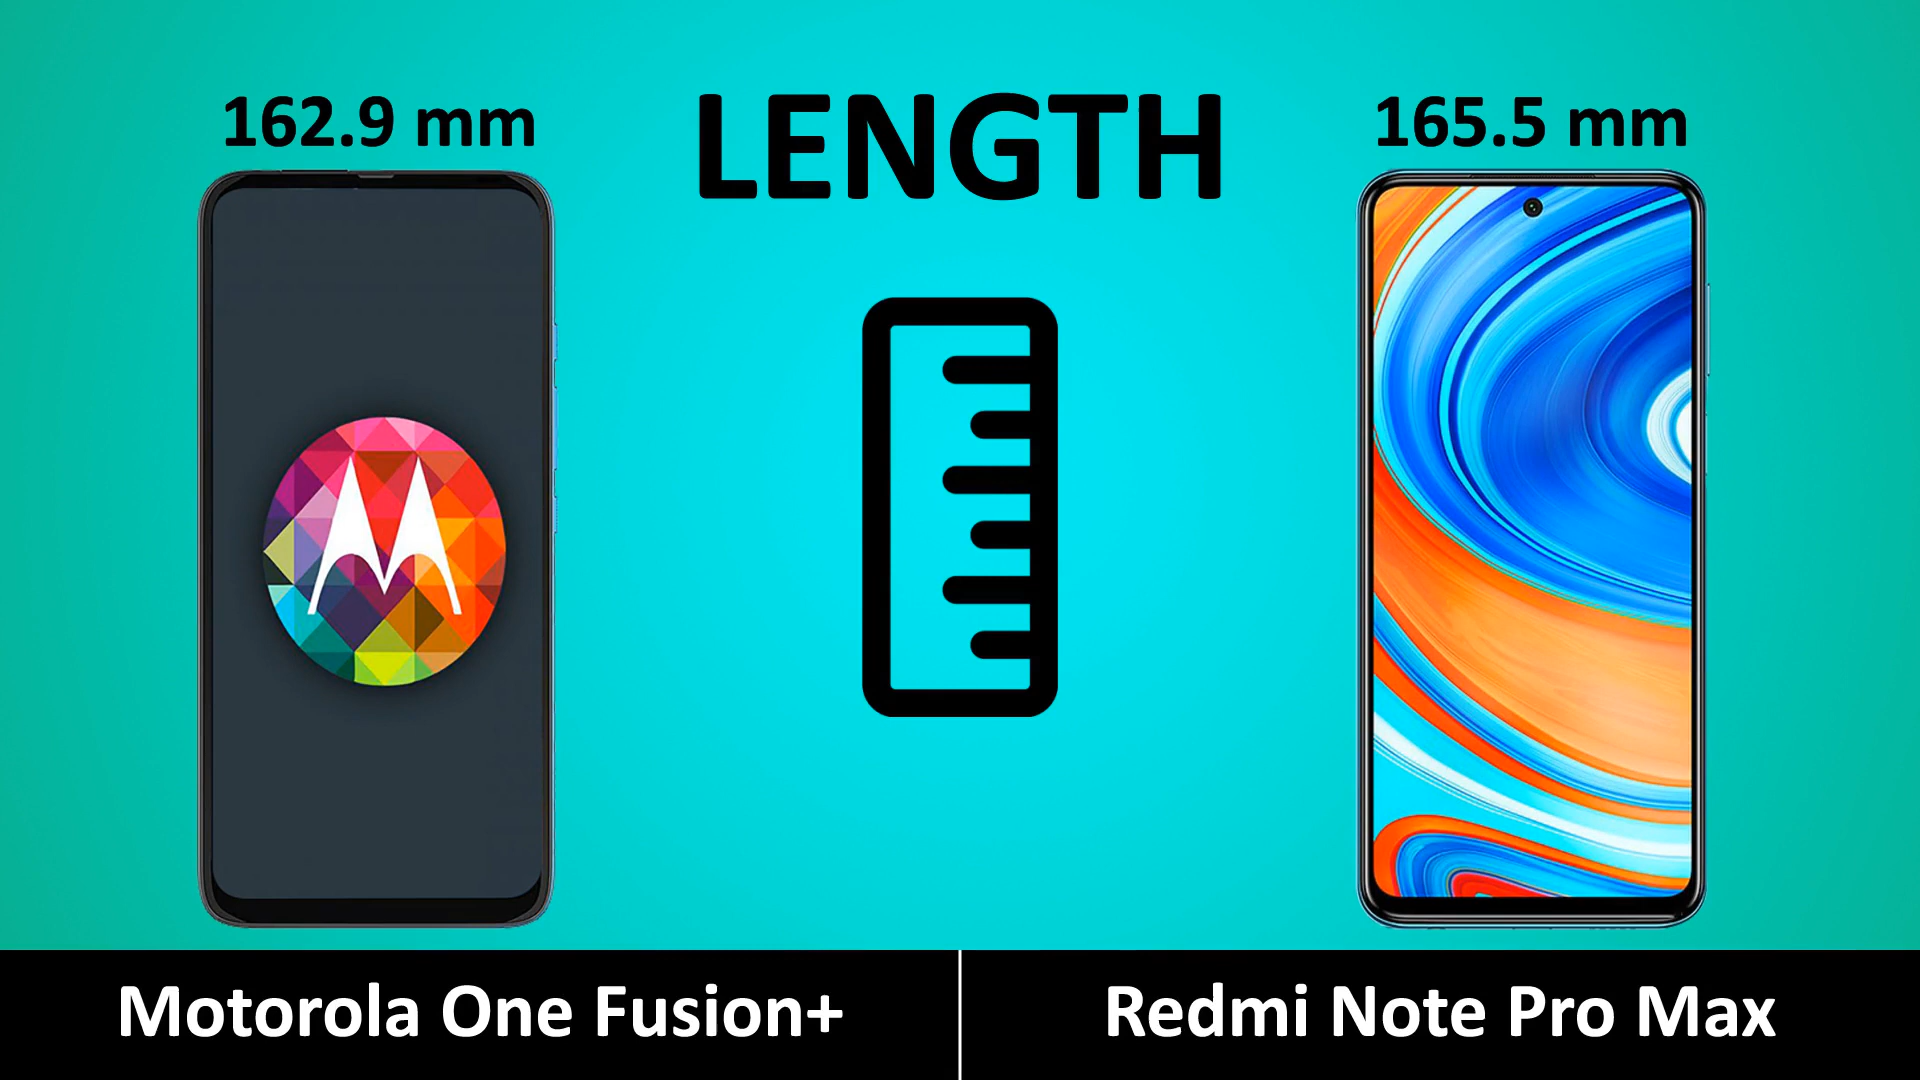 LENGTH
162.9 mm
165.5 mm
Motorola One Fusion+
Redmi Note Pro Max